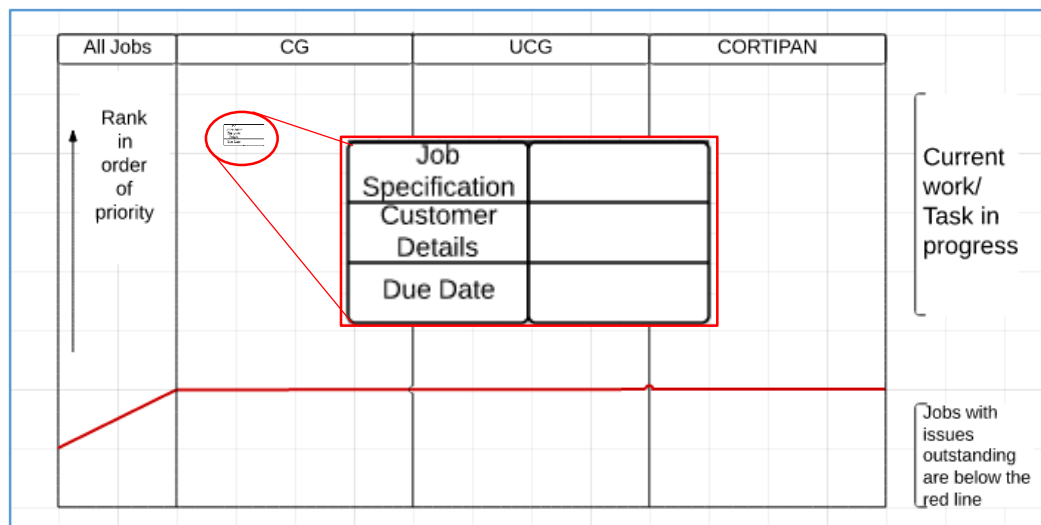 All Jobs
CG
UCG
CORTIPAN
Rank
in
order
of
priority
Job
Specification
Customer
Details
Due Date
Current
work/
Task in
progress
Jobs with
issues
outstanding
are below the
red line